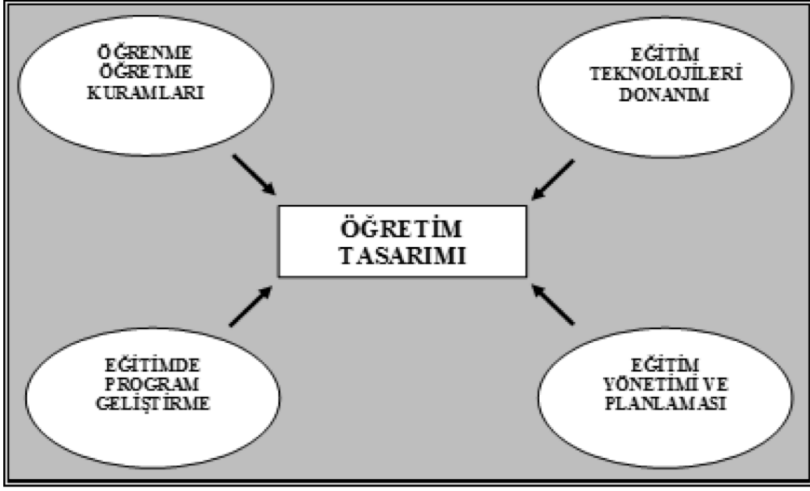 ÖĞRENME
ÖĞRETME
KURAMLARI
EĞİTİM
TEKNOLOJİLERİ
DONANIM
ÖĞRETİM
TASARIMI
EĞİTİMDE
PROGRAM
GELİŞTİRME
EĞİTİM
YÖNETİMİ VE
PLANLAMASI